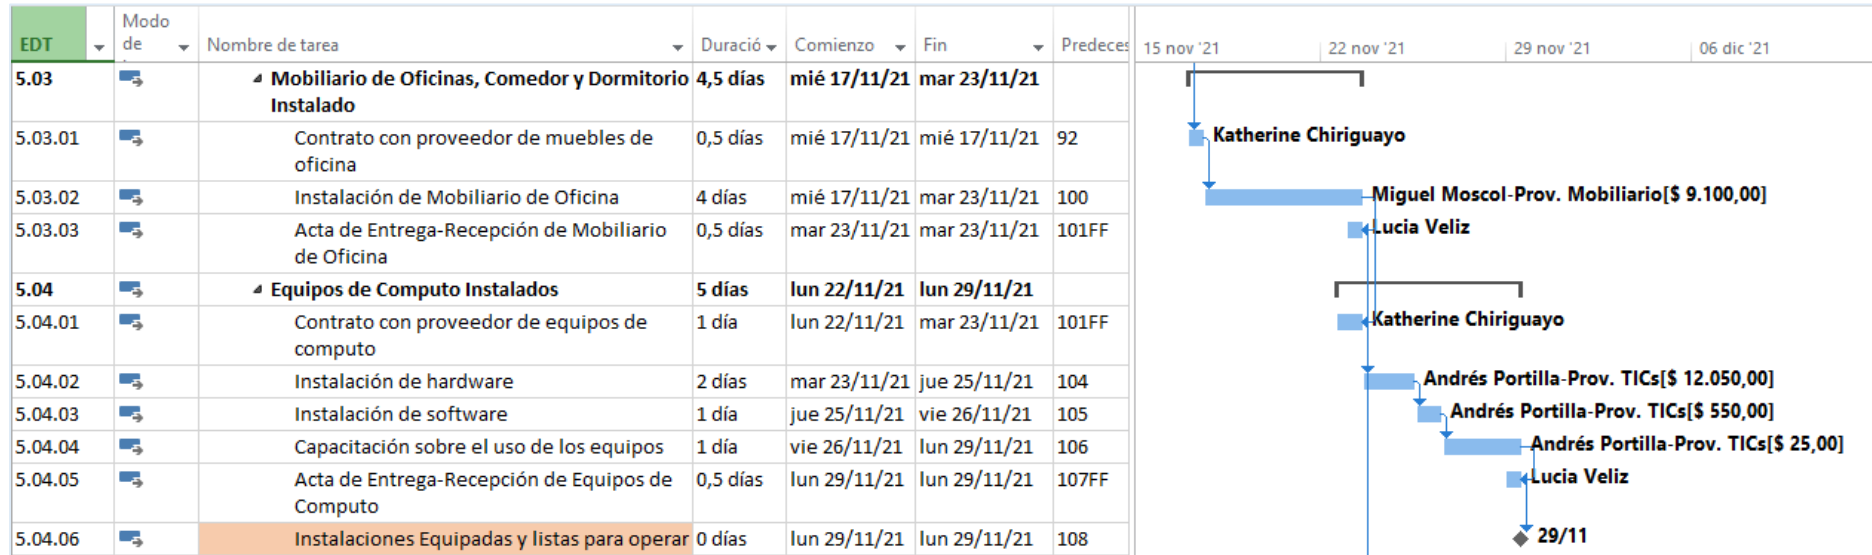 EDT Modo de Nombre de tarea Duració Comienzo Fin Predeces 15 nov '21 22 nov '21 29 nov '21 06 dic '21
5.03 Mobiliario de Oficinas, Comedor y Dormitorio 4,5 días mié 17/11/21 mar 23/11/21
Instalado
5.03.01 Contrato con proveedor de muebles de 0,5 días mié 17/11/21 mié 17/11/21 92 Katherine Chiriguayo
oficina
5.03.02 Instalación de Mobiliario de Oficina 4 días mié 17/11/21 mar 23/11/21 100 Miguel Moscol-Prov. Mobiliario[$ 9.100,00]
5.03.03 Acta de Entrega-Recepción de Mobiliario 0,5 días mar 23/11/21 mar 23/11/21 101FF Lucia Veliz
de Oficina
5.04 Equipos de Computo Instalados 5 días lun 22/11/21 lun 29/11/21
5.04.01 Contrato con proveedor de equipos de 1 día lun 22/11/21 mar 23/11/21 101FF Katherine Chiriguayo
computo
5.04.02 Instalación de hardware 2 días mar 23/11/21 jue 25/11/21 104 Andrés Portilla-Prov. TICs[$ 12.050,00]
5.04.03 Instalación de software 1 día jue 25/11/21 vie 26/11/21 105 Andrés Portilla-Prov. TICs[$ 550,00]
5.04.04 Capacitación sobre el uso de los equipos 1 día vie 26/11/21 lun 29/11/21 106 Andrés Portilla-Prov. TICs[$ 25,00]
5.04.05 Acta de Entrega-Recepción de Equipos de 0,5 días lun 29/11/21 lun 29/11/21 107FF Lucia Veliz
Computo
5.04.06 Instalaciones Equipadas y listas para operar 0 días lun 29/11/21 lun 29/11/21 108 29/11